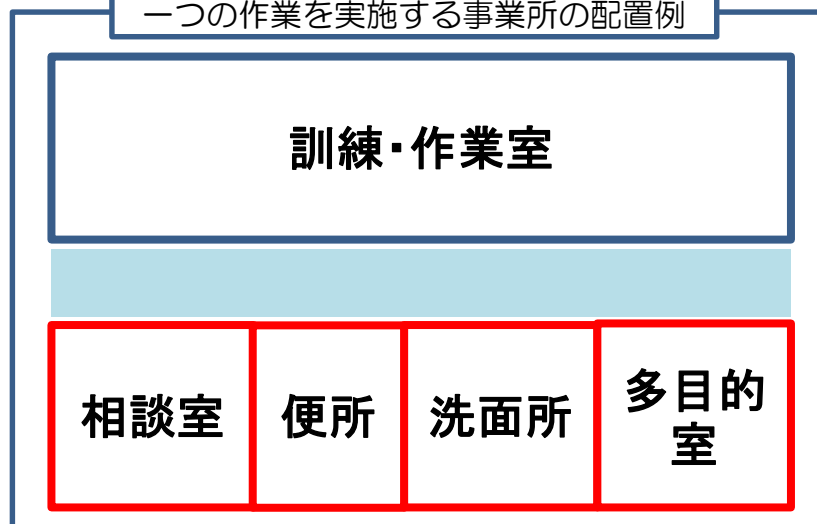 一つの作業を実施する事業所の配置例
訓練・作業室
相談室
便所
洗面所
多目的
室